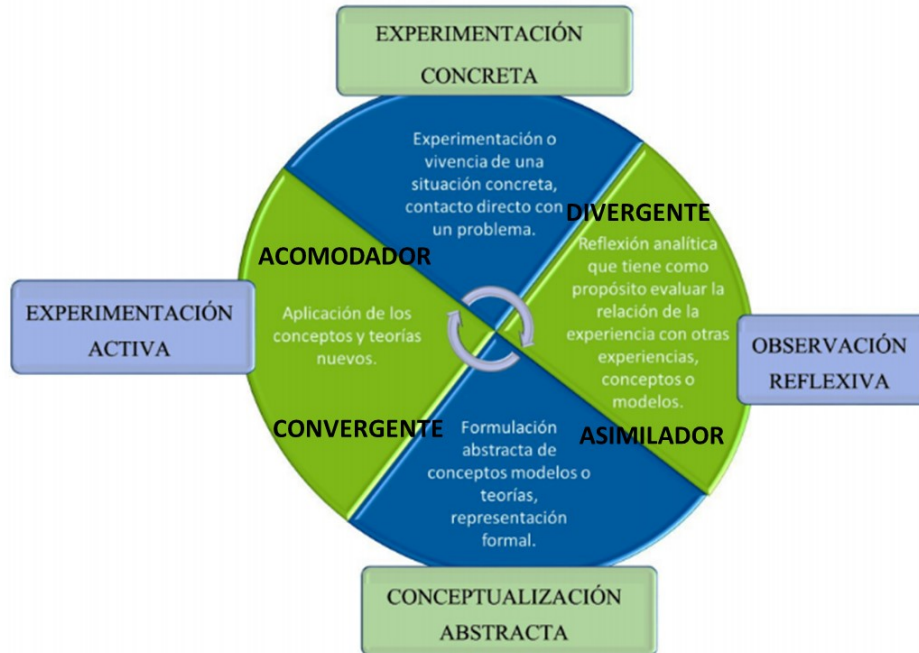 EXPERIMENTACIÓN
CONCRETA
Experimentación o
vivencia de una
situación concreta,
contacto directo con
un problema.
DIVERGENTE
Reflexión analítica
que tiene como
propósito evaluar la
relación de la
experiencia con otras
experiencias,
conceptos o
modelos.
ACOMODADOR
Aplicación de los
conceptos y teorías
nuevos.
EXPERIMENTACIÓN
ACTIVA
OBSERVACIÓN
REFLEXIVA
CONVERGENTE
ASIMILADOR
Formulación
abstracta de
conceptos modelos o
teorías,
representación
formal.
CONCEPTUALIZACIÓN
ABSTRACTA